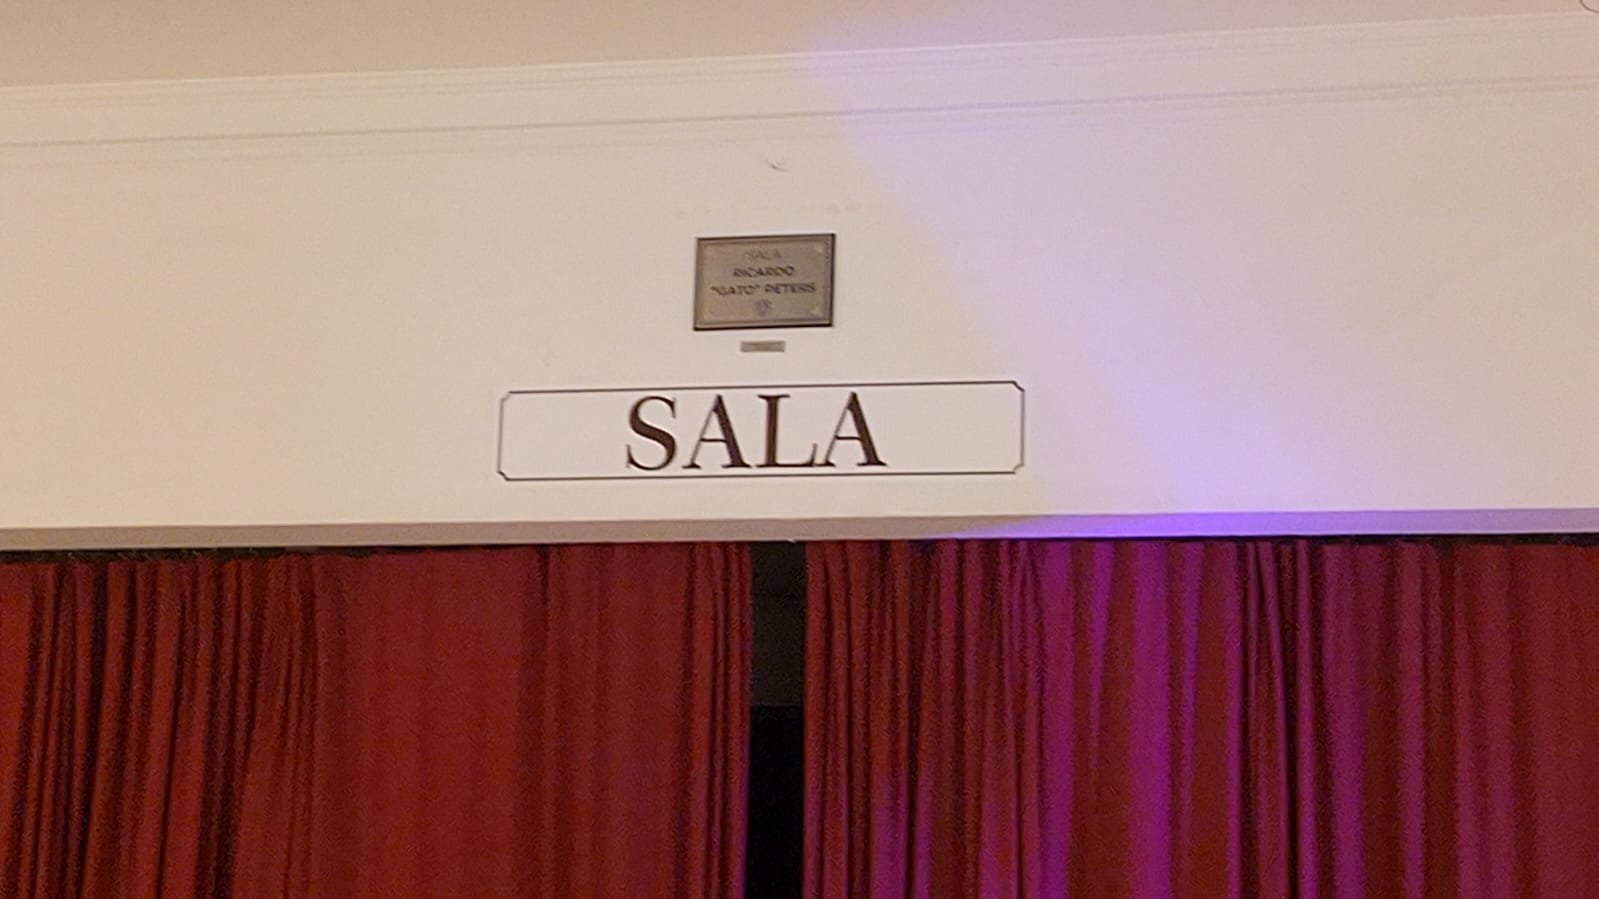 SALA
RICARDO
"GATO" PETERS
SALA